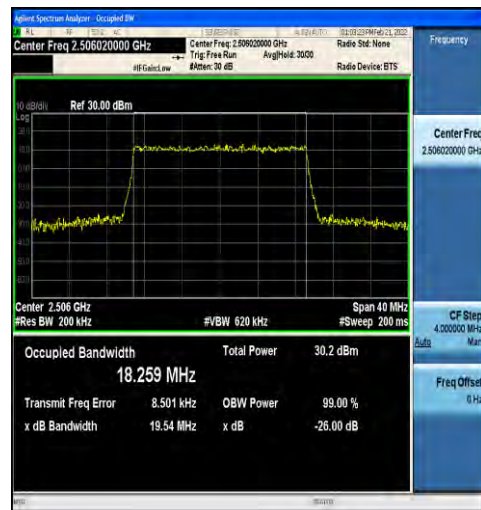 Agilent Spectrum Analyzer - Occupied BW
Center Freq 2.506020000 GHz
Center Freq: 2.506020000 GHz
Radio Std: None
Trig: Free Run Avg|Hold: 30/30
#IFGain:Low #Atten: 30 dB Radio Device: BTS
Frequency
10 dB/div Ref 30.00 dBm
Log
Center Freq
2.506020000 GHz
Center 2.506 GHz Span 40 MHz
#Res BW 200 kHz #VBW 620 kHz #Sweep 200 ms
CF Step
4.000000 MHz
Auto Man
Occupied Bandwidth Total Power 30.2 dBm
18.259 MHz
Freq Offset
0 Hz
Transmit Freq Error 8.501 kHz OBW Power 99.00 %
x dB Bandwidth 19.54 MHz x dB -26.00 dB